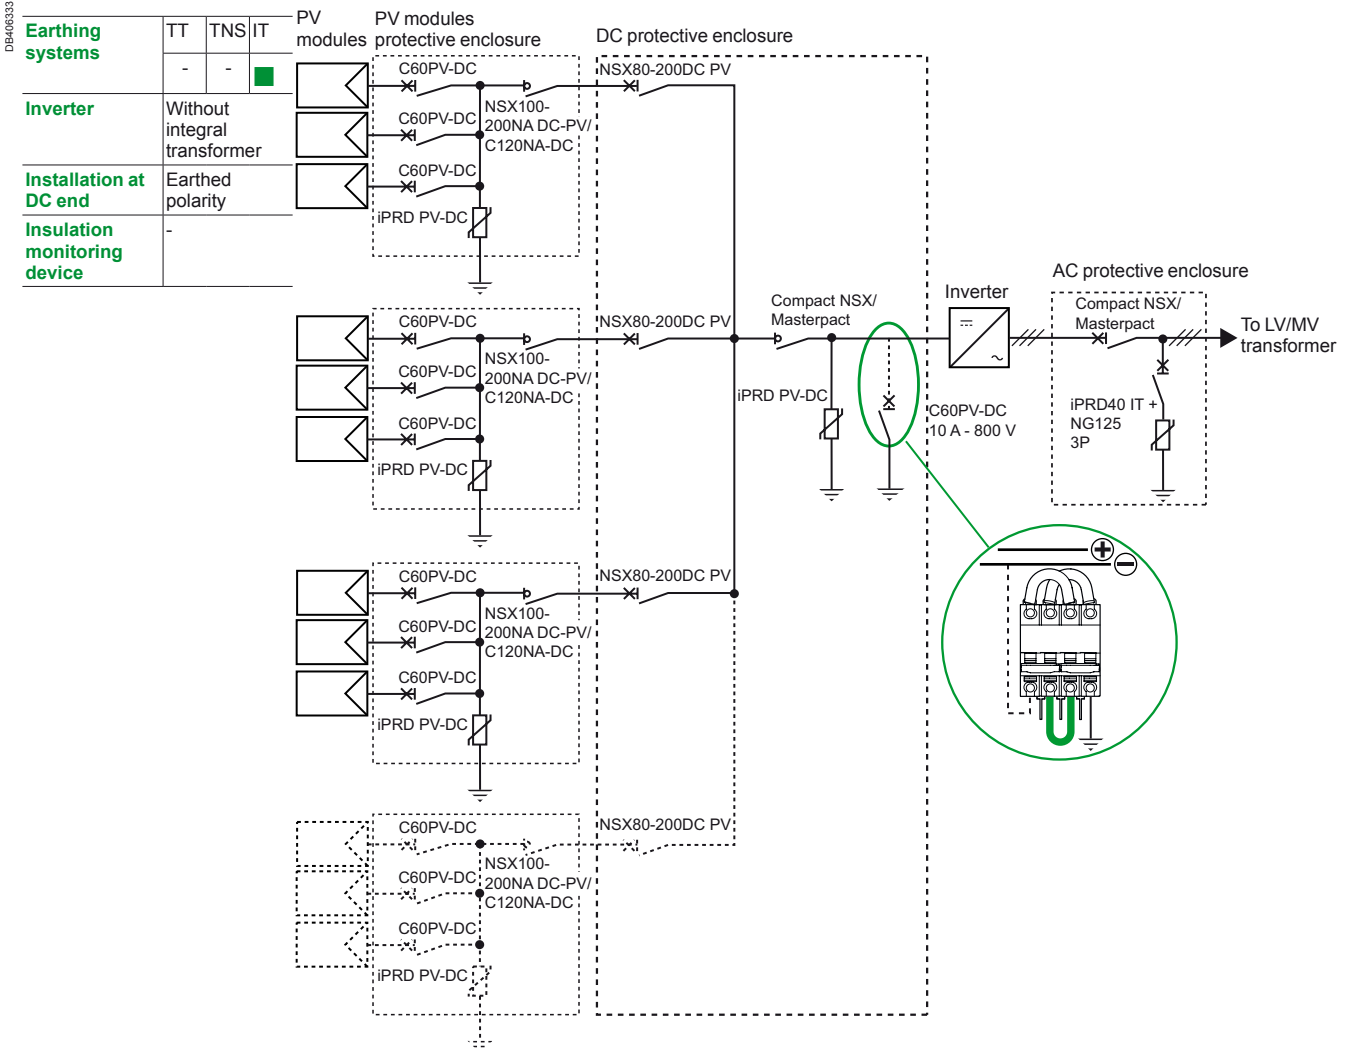 DB406333
Earthing systems
TT
TNS
IT
-
-
Inverter
Without
integral
transformer
Installation at
DC end
Earthed
polarity
Insulation
monitoring
device
-
PV
modules
PV modules
protective enclosure
DC protective enclosure
C60PV-DC
C60PV-DC
C60PV-DC
NSX100-
200NA DC-PV/
C120NA-DC
iPRD PV-DC
NSX80-200DC PV
C60PV-DC
C60PV-DC
C60PV-DC
NSX100-
200NA DC-PV/
C120NA-DC
iPRD PV-DC
NSX80-200DC PV
Compact NSX/
Masterpact
iPRD PV-DC
C60PV-DC
10 A - 800 V
Inverter
AC protective enclosure
Compact NSX/
Masterpact
iPRD40 IT +
NG125
3P
To LV/MV
transformer
C60PV-DC
C60PV-DC
C60PV-DC
NSX100-
200NA DC-PV/
C120NA-DC
iPRD PV-DC
NSX80-200DC PV
+
−
C60PV-DC
C60PV-DC
C60PV-DC
NSX100-
200NA DC-PV/
C120NA-DC
iPRD PV-DC
NSX80-200DC PV